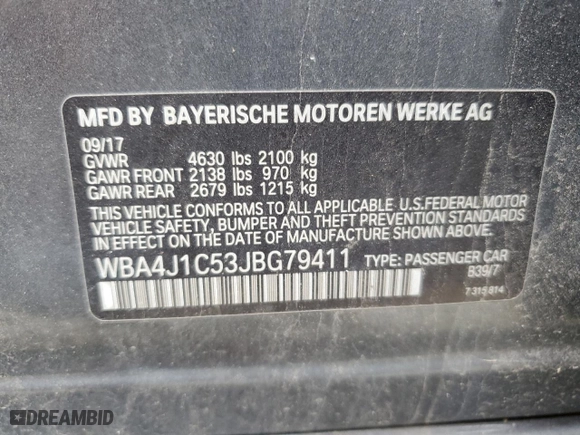 MFD BY BAYERISCHE MOTOREN WERKE AG
09/17
GVWR 4630 lbs 2100 kg
GAWR FRONT 2138 lbs 970 kg
GAWR REAR 2679 lbs 1215 kg
THIS VEHICLE CONFORMS TO ALL APPLICABLE U.S.FEDERAL MOTOR
VEHICLE SAFETY, BUMPER AND THEFT PREVENTION STANDARDS
IN EFFECT ON THE DATE OF MANUFACTURE SHOWN ABOVE.
WBA4J1C53JBG79411 TYPE: PASSENGER CAR
B39/7
7315814
DREAMBID